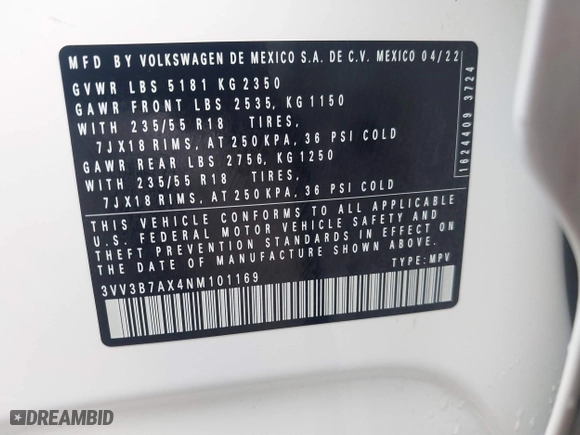 MFD BY VOLKSWAGEN DE MEXICO S.A. DE C.V. MEXICO 04/22
GVWR LBS 5181 KG 2350
GAWR FRONT LBS 2535, KG 1150
WITH 235/55 R18 TIRES,
7JX18 RIMS, AT 250 KPA, 36 PSI COLD
GAWR REAR LBS 2756, KG 1250
WITH 235/55 R18 TIRES,
7JX18 RIMS, AT 250 KPA, 36 PSI COLD
THIS VEHICLE CONFORMS TO ALL APPLICABLE
U.S. FEDERAL MOTOR VEHICLE SAFETY AND
THEFT PREVENTION STANDARDS IN EFFECT ON
THE DATE OF MANUFACTURE SHOWN ABOVE.
3VV3B7AX4NM101169 TYPE: MPV
1624409 3724
DREAMBID